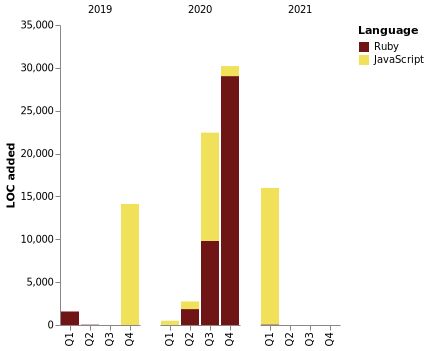 2019 2020 2021
Language
Ruby
JavaScript
LOC added
35,000
30,000
25,000
20,000
15,000
10,000
5,000
0
Q1 Q2 Q3 Q4 Q1 Q2 Q3 Q4 Q1 Q2 Q3 Q4